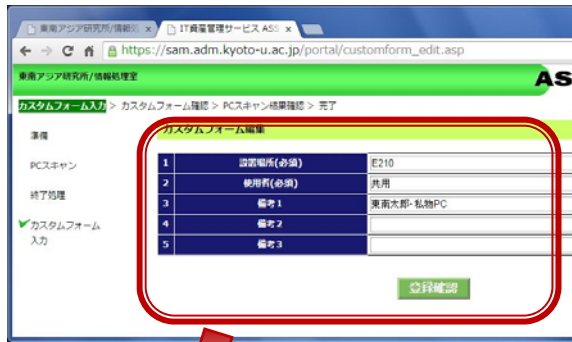 東南アジア研究所/情報処
IT資産管理サービス ASS
https://sam.adm.kyoto-u.ac.jp/portal/customform_edit.asp
東南アジア研究所/情報処理室
AS
カスタムフォーム入力 > カスタムフォーム確認 > PCスキャン結果確認 > 完了
準備
PCスキャン
終了処理
カスタムフォーム
入力
カスタムフォーム編集
1 設置場所(必須) E210
2 使用者(必須) 共用
3 備考1 東南太郎-私物PC
4 備考2
5 備考3
登録確認